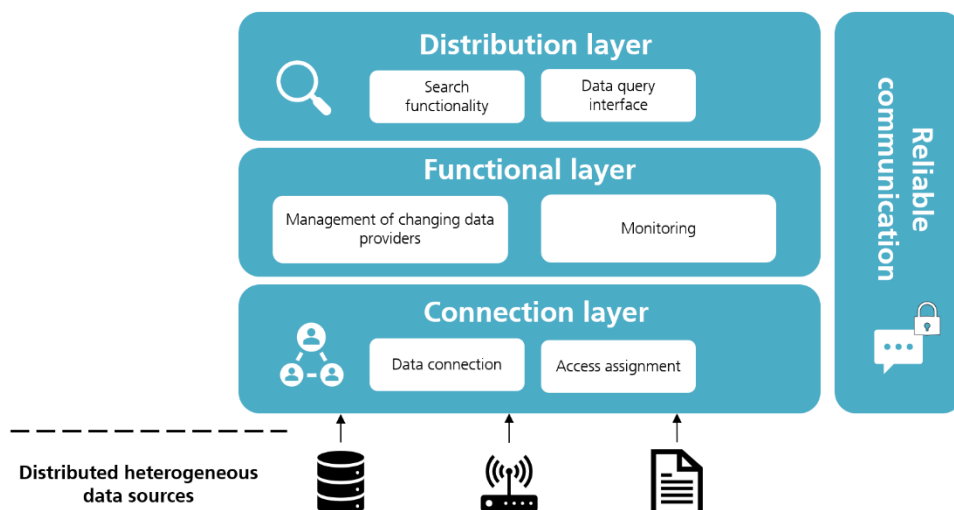 Distribution layer
Search
functionality
Data query
interface
Functional layer
Management of changing data
providers
Monitoring
Connection layer
Data connection
Access assignment
Reliable
communication
Distributed heterogeneous
data sources